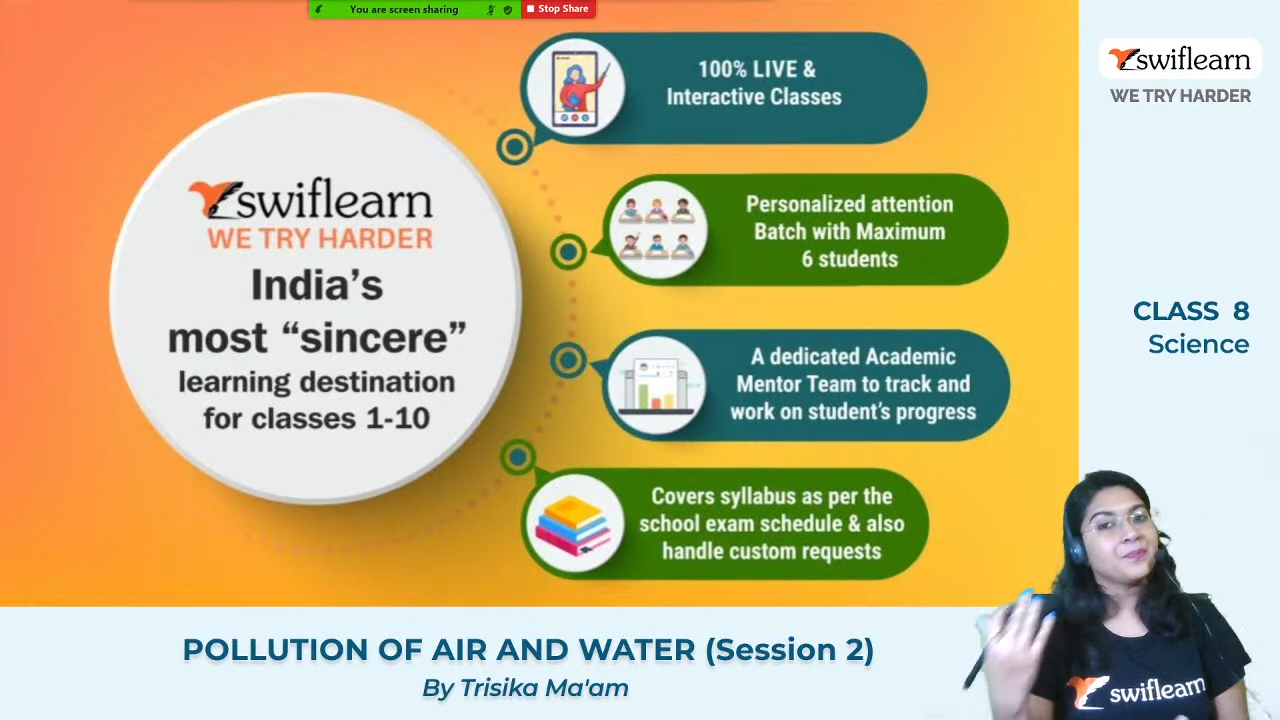 You are screen sharing
Stop Share
swiflearn
WE TRY HARDER
India's
most “sincere”
learning destination
for classes 1-10
100% LIVE &
Interactive Classes
Personalized attention
Batch with Maximum
6 students
A dedicated Academic
Mentor Team to track and
work on student's progress
Covers syllabus as per the
school exam schedule & also
handle custom requests
swiflearn
WE TRY HARDER
CLASS 8
Science
POLLUTION OF AIR AND WATER (Session 2)
By Trisika Ma'am
swiflearn